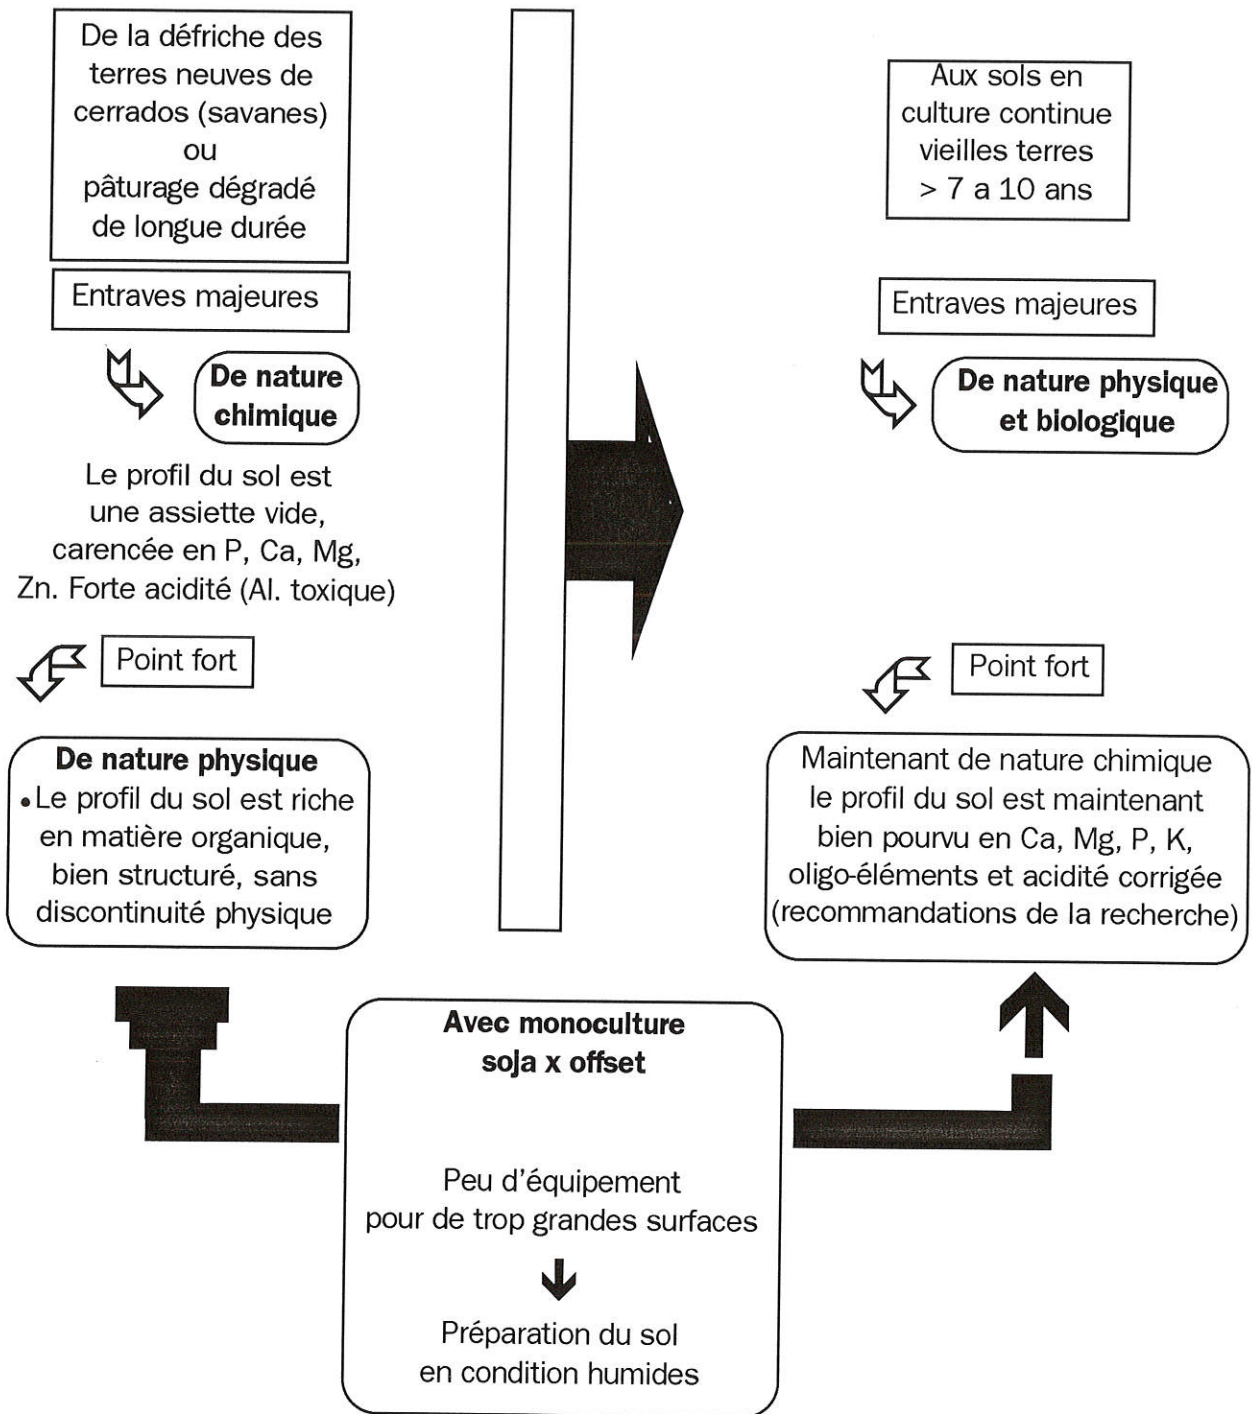 De la défriche des
terres neuves de
cerrados (savanes)
ou
pâturage dégradé
de longue durée
Entraves majeures
De nature
chimique
Le profil du sol est
une assiette vide,
carencée en P, Ca, Mg,
Zn. Forte acidité (Al. toxique)
Point fort
De nature physique
• Le profil du sol est riche
en matière organique,
bien structuré, sans
discontinuité physique
Aux sols en
culture continue
vieilles terres
> 7 a 10 ans
Entraves majeures
De nature physique
et biologique
Point fort
Maintenant de nature chimique
le profil du sol est maintenant
bien pourvu en Ca, Mg, P, K,
oligo-éléments et acidité corrigée
(recommandations de la recherche)
Avec monoculture
soja x offset
Peu d'équipement
pour de trop grandes surfaces
Préparation du sol
en condition humides